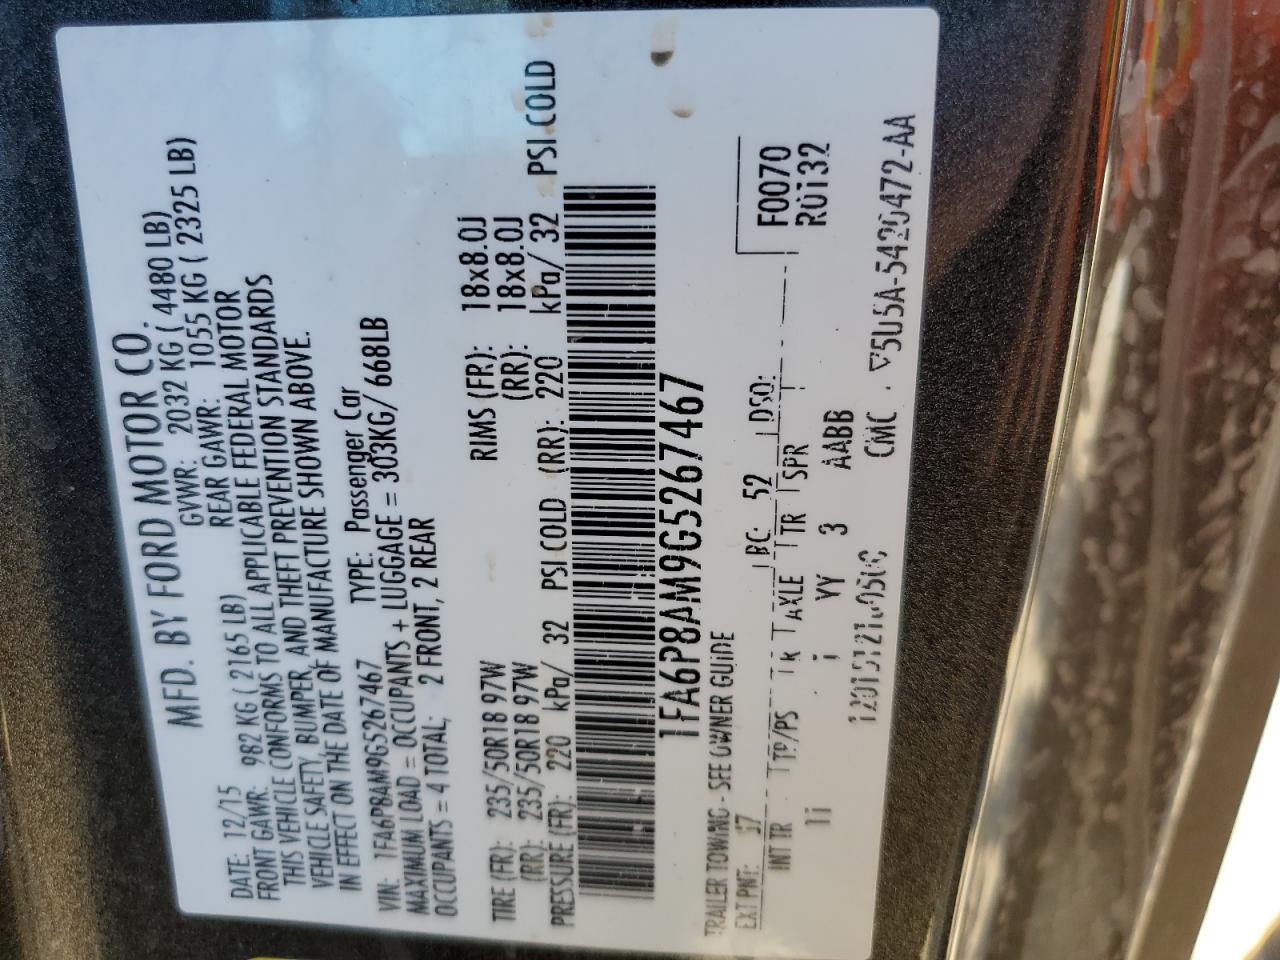 MFD. BY FORD MOTOR CO.
DATE: 12/15 GVWR: 2032 KG ( 4480 LB)
FRONT GAWR: 982 KG ( 2165 LB) REAR GAWR: 1055 KG ( 2325 LB)
THIS VEHICLE CONFORMS TO ALL APPLICABLE FEDERAL MOTOR
VEHICLE SAFETY, BUMPER, AND THEFT PREVENTION STANDARDS
IN EFFECT ON THE DATE OF MANUFACTURE SHOWN ABOVE.
VIN: 1FA6P8AM9G5267467 TYPE: Passenger Car
MAXIMUM LOAD = OCCUPANTS + LUGGAGE = 303KG/ 668LB
OCCUPANTS = 4 TOTAL; 2 FRONT, 2 REAR
TIRE (FR): 235/50R18 97W RIMS (FR): 18x8.0J
(RR): 235/50R18 97W (RR): 18x8.0J
PRESSURE (FR): 220 kPa/ 32 PSI COLD (RR): 220 kPa/ 32 PSI COLD
1FA6P8AM9G5267467
TRAILER TOWING - SEE OWNER GUIDE
EXT PNT: BC: 52 DSO: F0070
INT TR TP/PS AXLE TR SPR R0132
VY 3 AABB
CMC